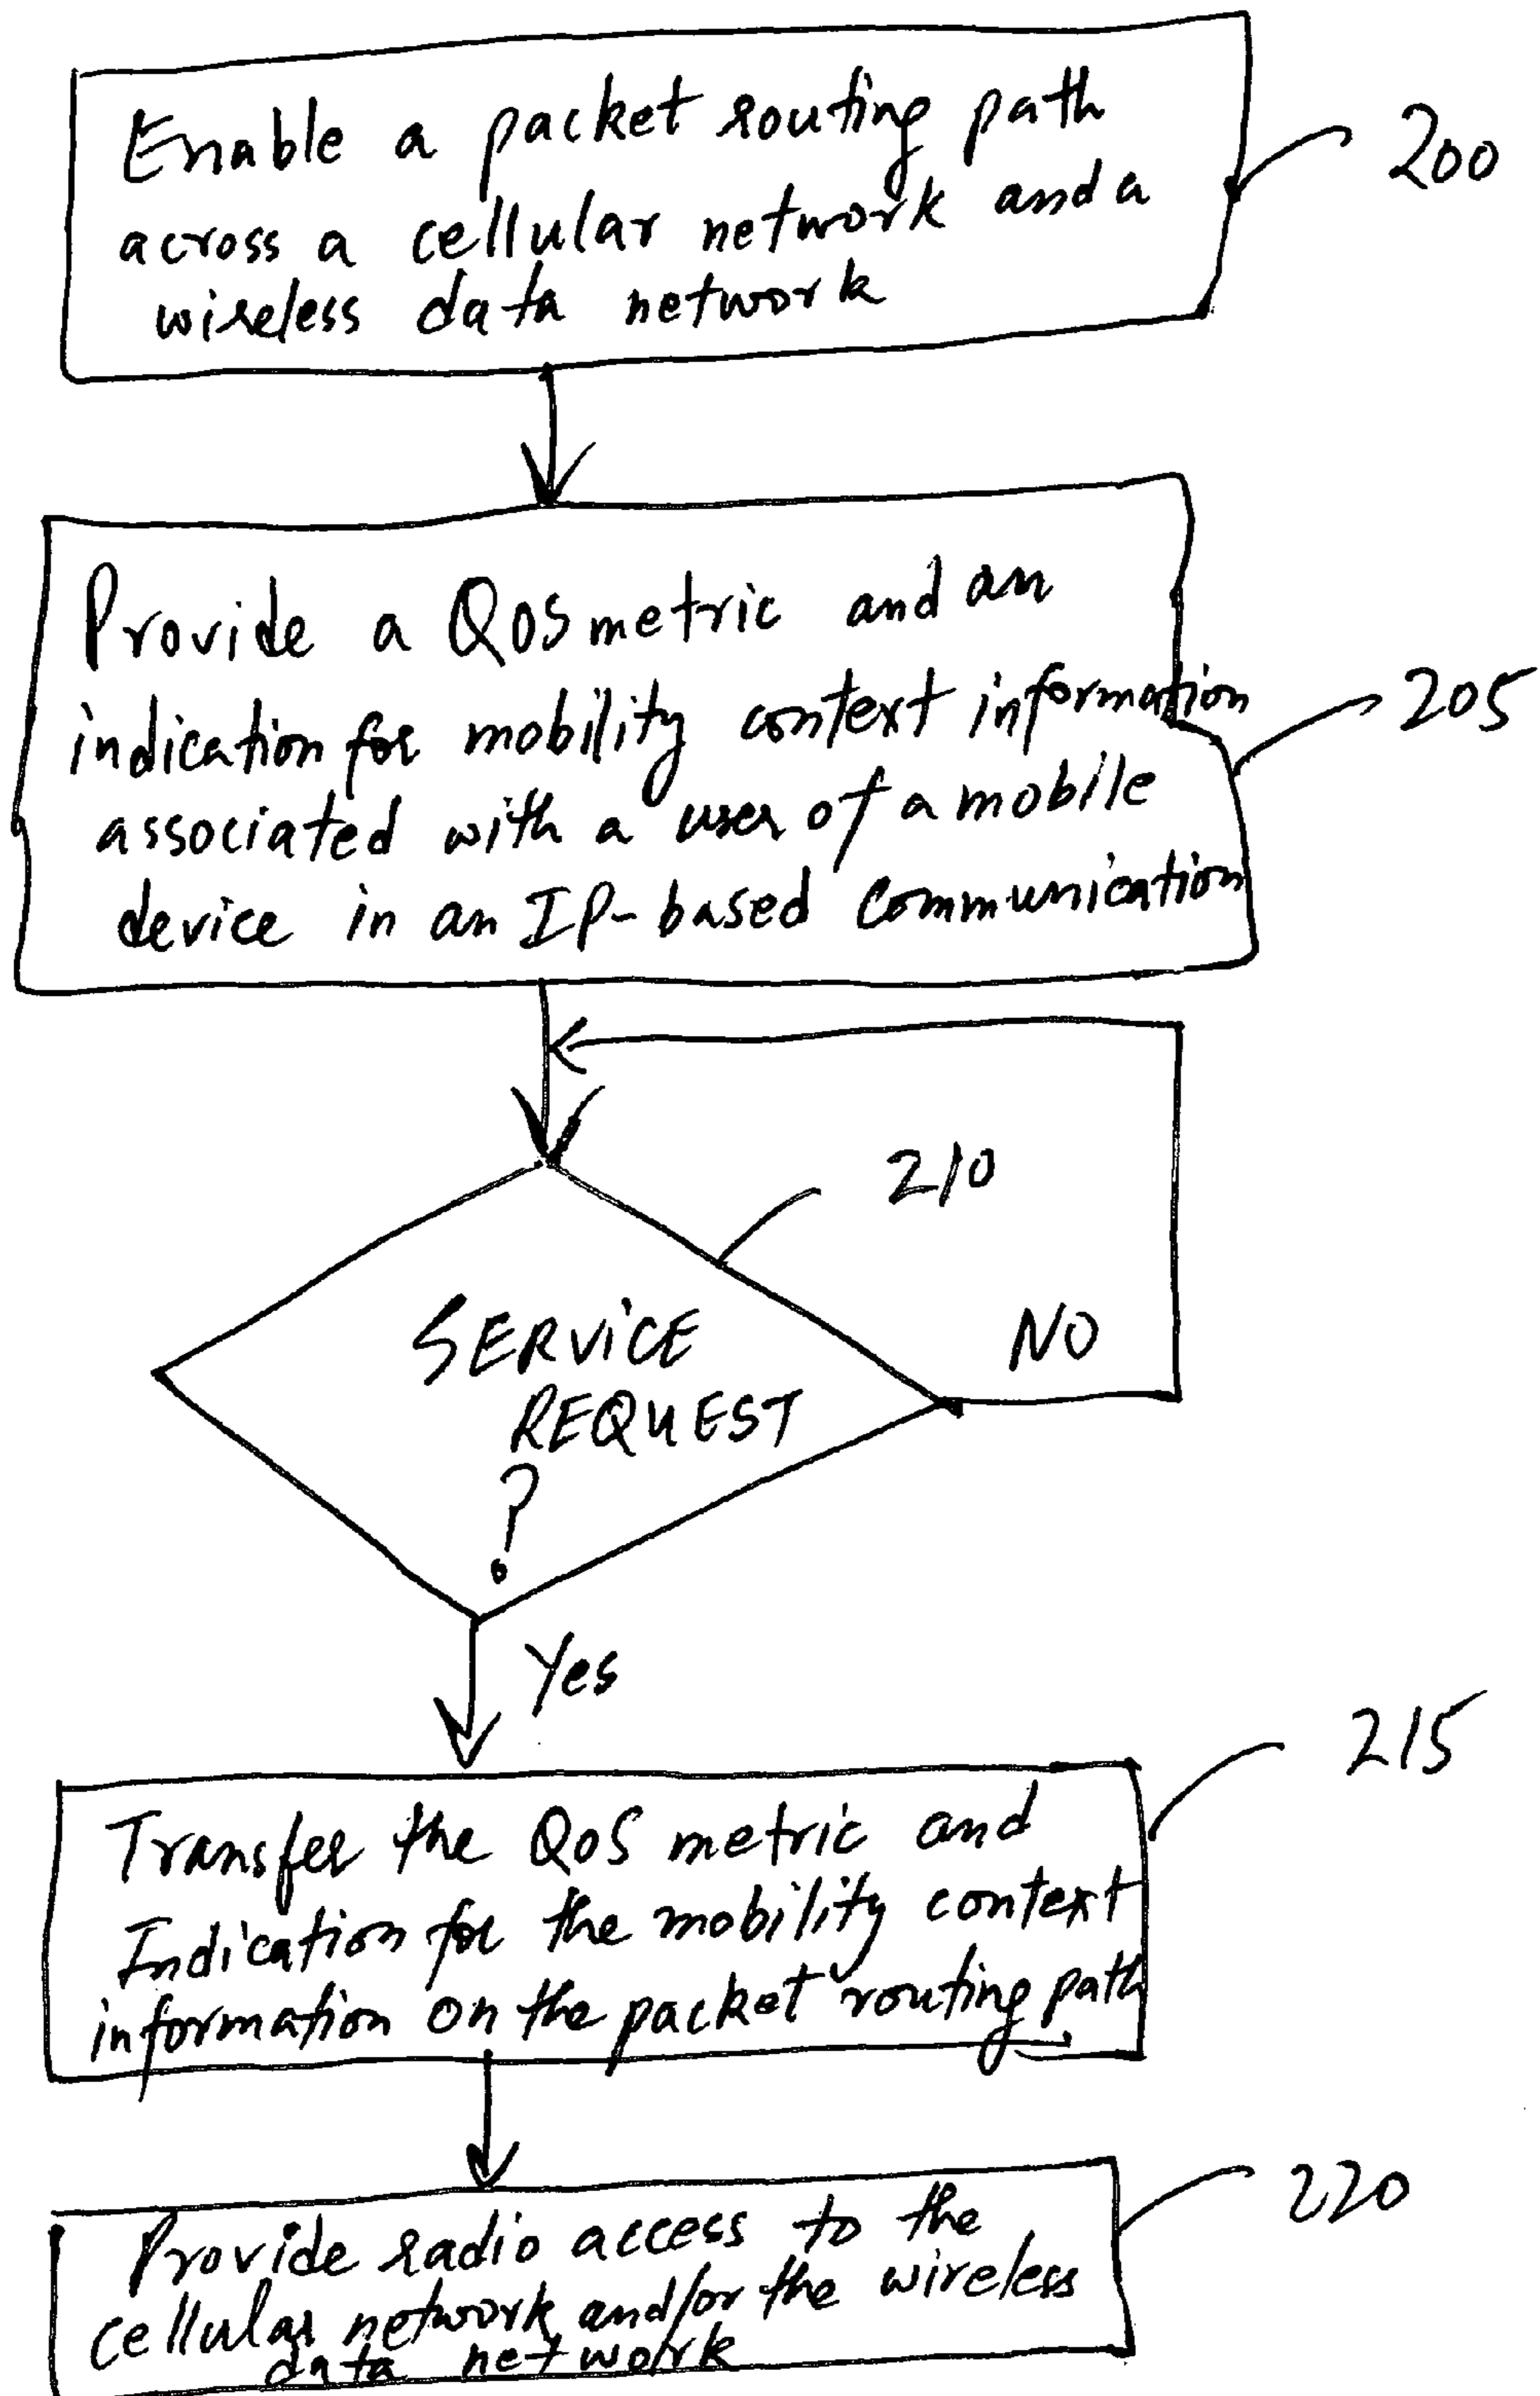 Enable a packet routing path
across a cellular network and a
wireless data network
200
Provide a QOS metric and an
indication for mobility context information
associated with a user of a mobile
device in an IP-based communication
205
210
SERVICE
REQUEST
?
NO
Yes
Transfer the QoS metric and
Indication for the mobility context
information on the packet routing path
215
Provide radio access to the
cellular network and/or the wireless
data network
220